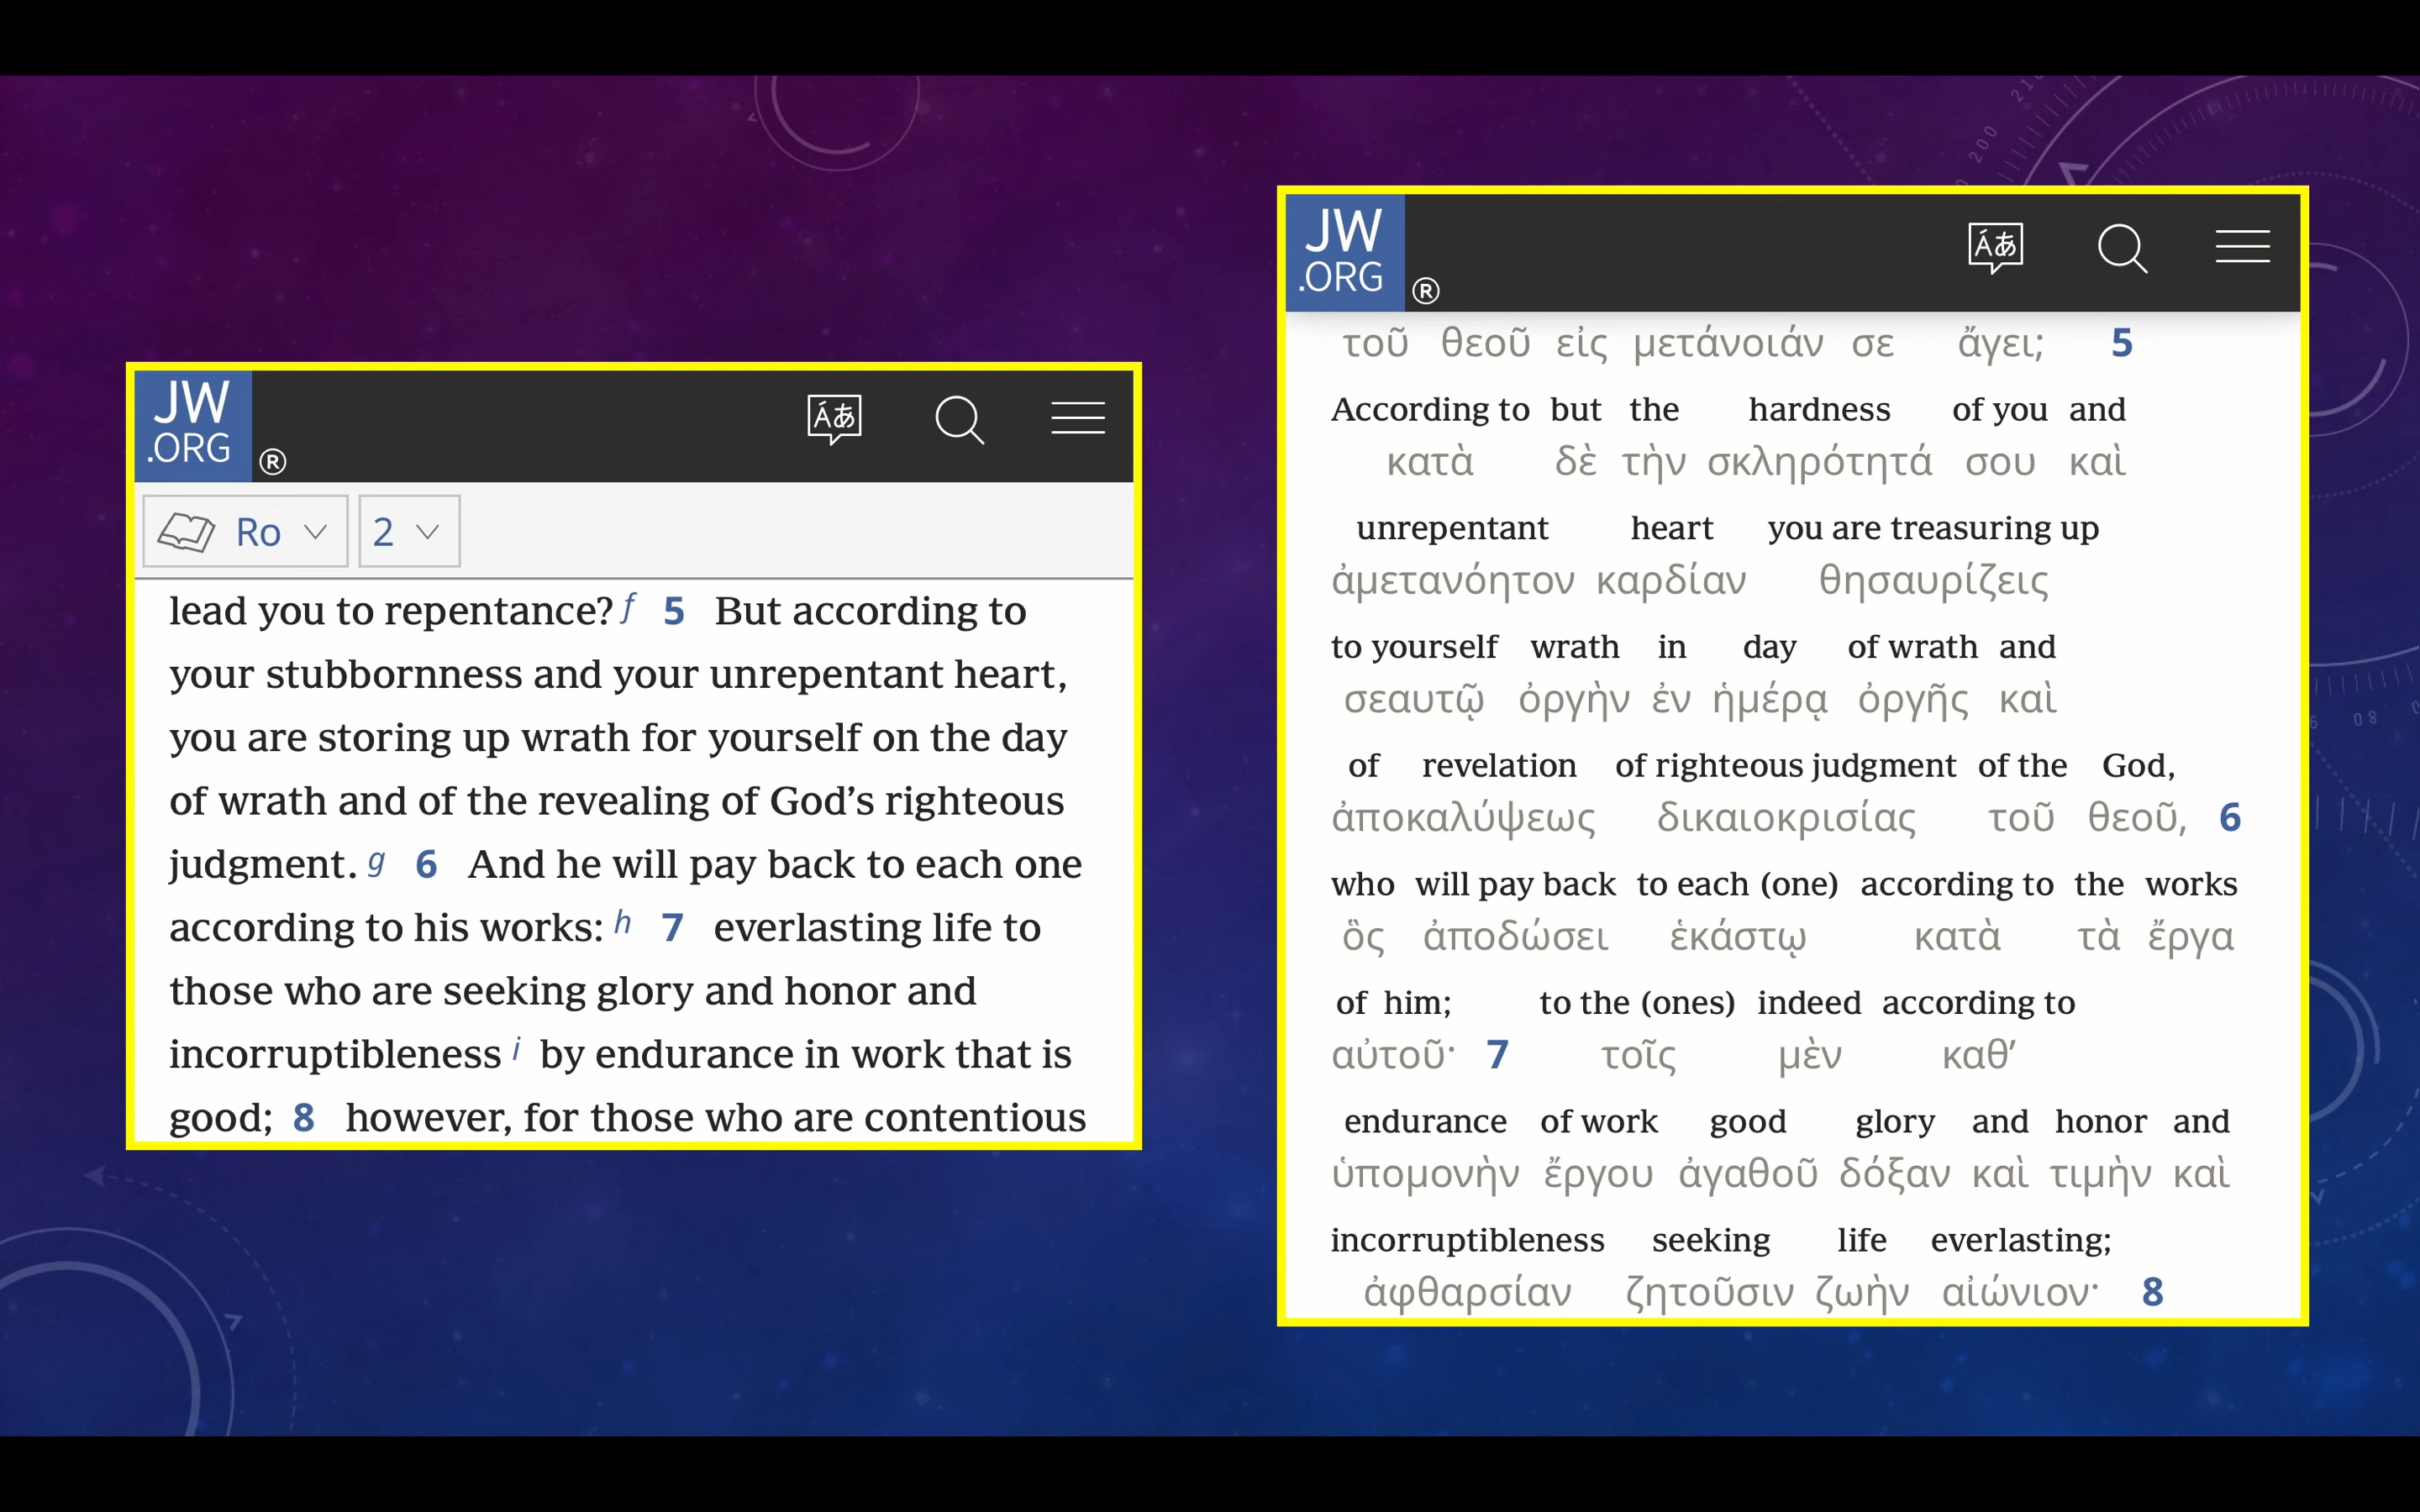 JW
.ORG
®
Áあ
Ro
2
lead you to repentance? f 5 But according to
your stubbornness and your unrepentant heart,
you are storing up wrath for yourself on the day
of wrath and of the revealing of God’s righteous
judgment. g 6 And he will pay back to each one
according to his works: h 7 everlasting life to
those who are seeking glory and honor and
incorruptibleness i by endurance in work that is
good; 8 however, for those who are contentious
JW
.ORG
®
Áあ
τοῦ θεοῦ εἰς μετάνοιάν σε ἄγει; 5
According to but the hardness of you and
κατὰ δὲ τὴν σκληρότητά σου καὶ
unrepentant heart you are treasuring up
ἀμετανόητον καρδίαν θησαυρίζεις
to yourself wrath in day of wrath and
σεαυτῷ ὀργὴν ἐν ἡμέρᾳ ὀργῆς καὶ
of revelation of righteous judgment of the God,
ἀποκαλύψεως δικαιοκρισίας τοῦ θεοῦ, 6
who will pay back to each (one) according to the works
ὃς ἀποδώσει ἑκάστῳ κατὰ τὰ ἔργα
of him; to the (ones) indeed according to
αὐτοῦ· 7 τοῖς μὲν καθ’
endurance of work good glory and honor and
ὑπομονὴν ἔργου ἀγαθοῦ δόξαν καὶ τιμὴν καὶ
incorruptibleness seeking life everlasting;
ἀφθαρσίαν ζητοῦσιν ζωὴν αἰώνιον· 8
200
80